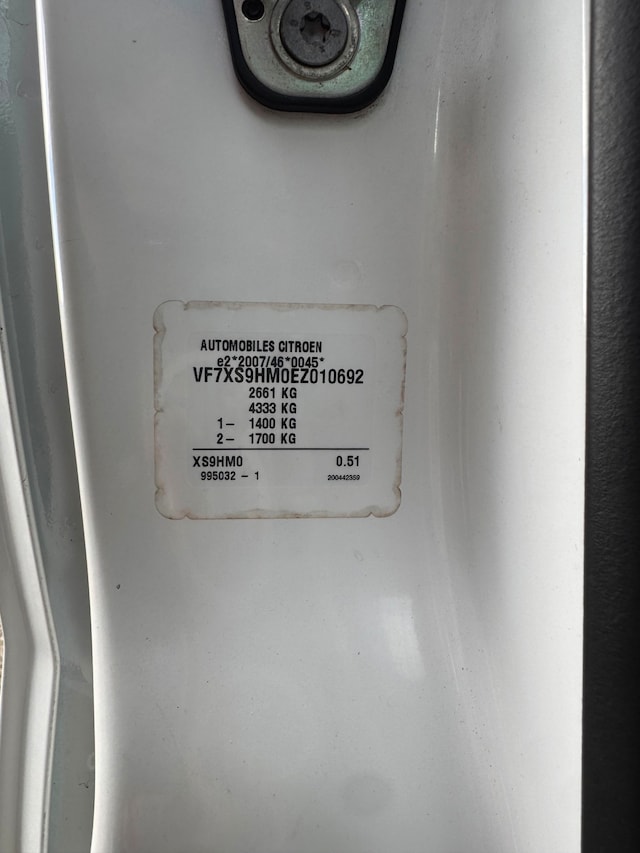 AUTOMOBILES CITROEN
e2*2007/46*0045*
VF7XS9HM0EZ010692
2661 KG
4333 KG
1- 1400 KG
2- 1700 KG
XS9HM0 0.51
995032 - 1 200442359